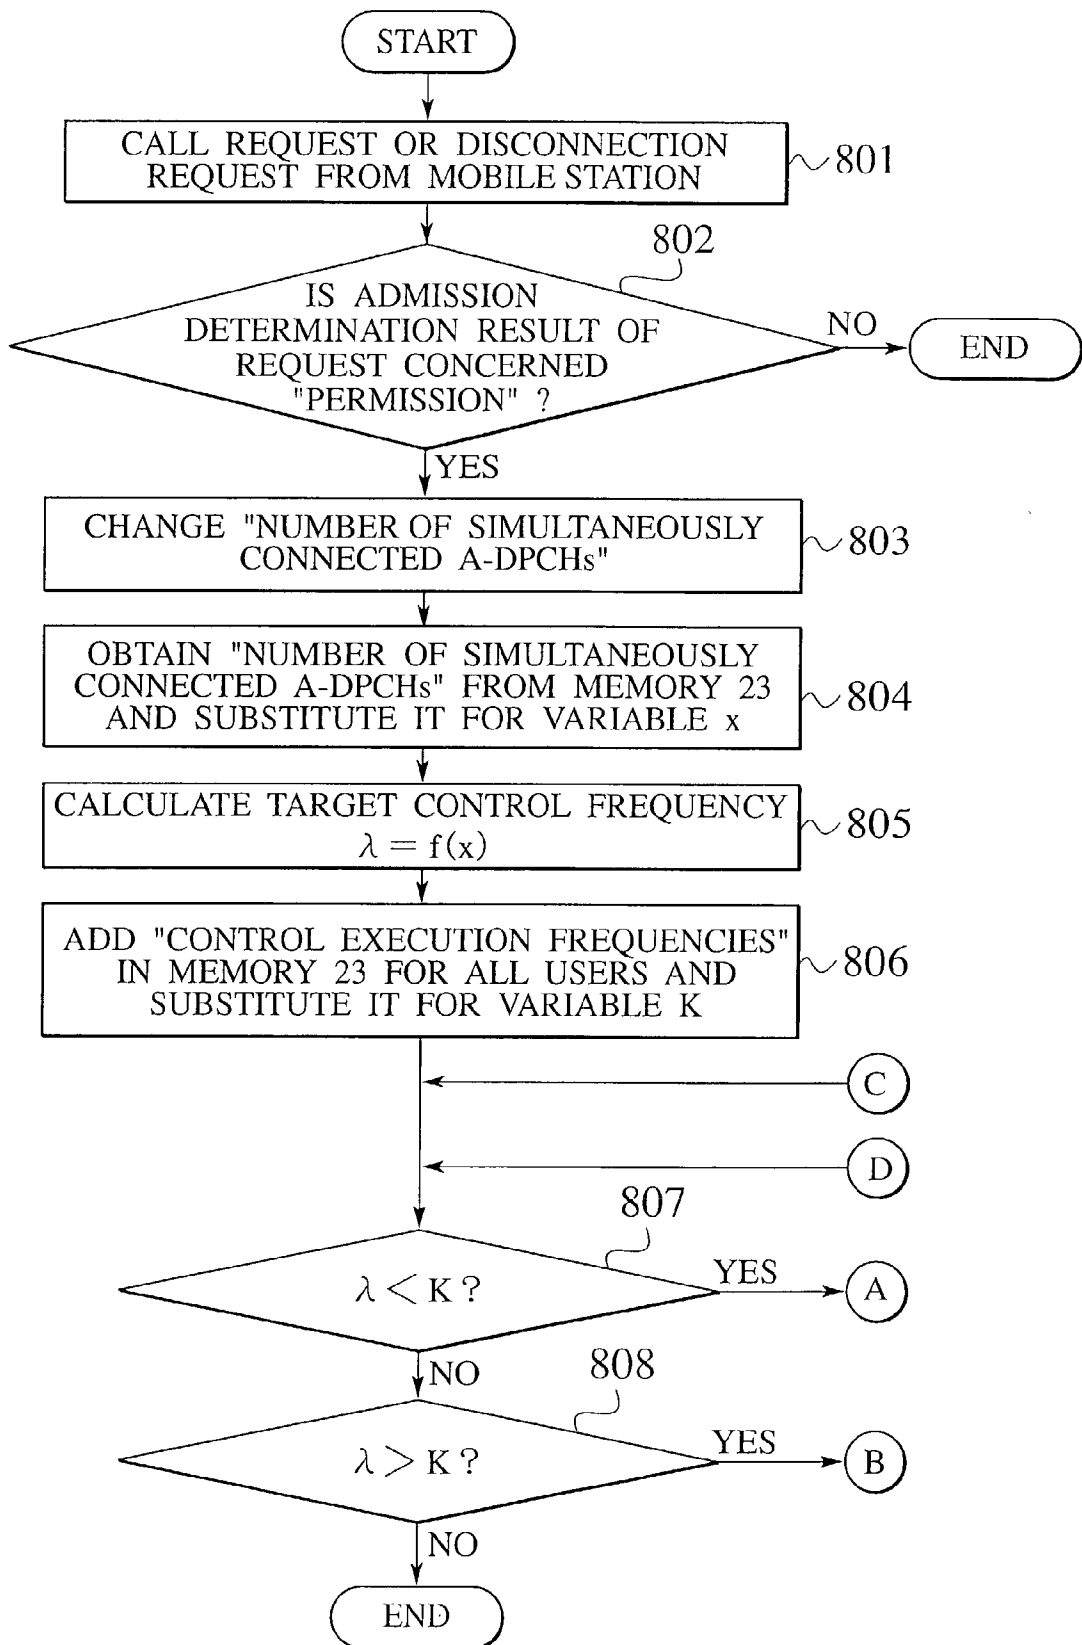 START
CALL REQUEST OR DISCONNECTION
REQUEST FROM MOBILE STATION
801
802
IS ADMISSION
DETERMINATION RESULT OF
REQUEST CONCERNED
"PERMISSION" ?
NO
END
YES
CHANGE "NUMBER OF SIMULTANEOUSLY
CONNECTED A-DPCHs"
803
OBTAIN "NUMBER OF SIMULTANEOUSLY
CONNECTED A-DPCHs" FROM MEMORY 23
AND SUBSTITUTE IT FOR VARIABLE x
804
CALCULATE TARGET CONTROL FREQUENCY
λ = f(x)
805
ADD "CONTROL EXECUTION FREQUENCIES"
IN MEMORY 23 FOR ALL USERS AND
SUBSTITUTE IT FOR VARIABLE K
806
C
D
807
λ < K ?
YES
A
NO
808
λ > K ?
YES
B
NO
END